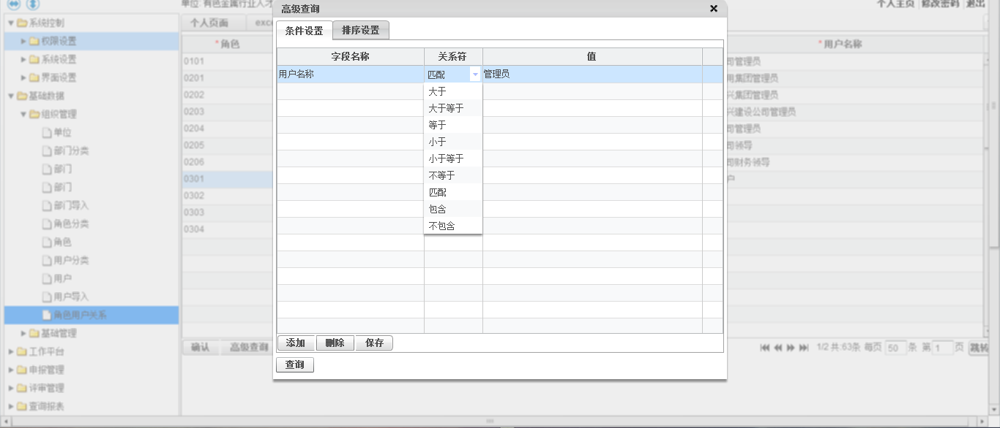 单位: 有色金属行业人才
个人主页 修改密码 退出
高级查询
条件设置 排序设置
字段名称 关系符 值
用户名称 匹配 管理员
大于
大于等于
等于
小于
小于等于
不等于
匹配
包含
不包含
添加 删除 保存
查询
系统控制
权限设置
系统设置
界面设置
基础数据
组织管理
单位
部门分类
部门
部门
部门导入
角色分类
角色
用户分类
用户
用户导入
角色用户关系
基础管理
工作平台
申报管理
评审管理
查询报表
个人页面 exce
*角色
0101
0201
0202
0203
0204
0205
0206
0301
0302
0303
0304
确认 高级查询
*用户名称
司管理员
用集团管理员
兴集团管理员
兴建设公司管理员
司管理员
司领导
司财务领导
户
1/2 共:63条 每页 50 条 第 1 页 跳转